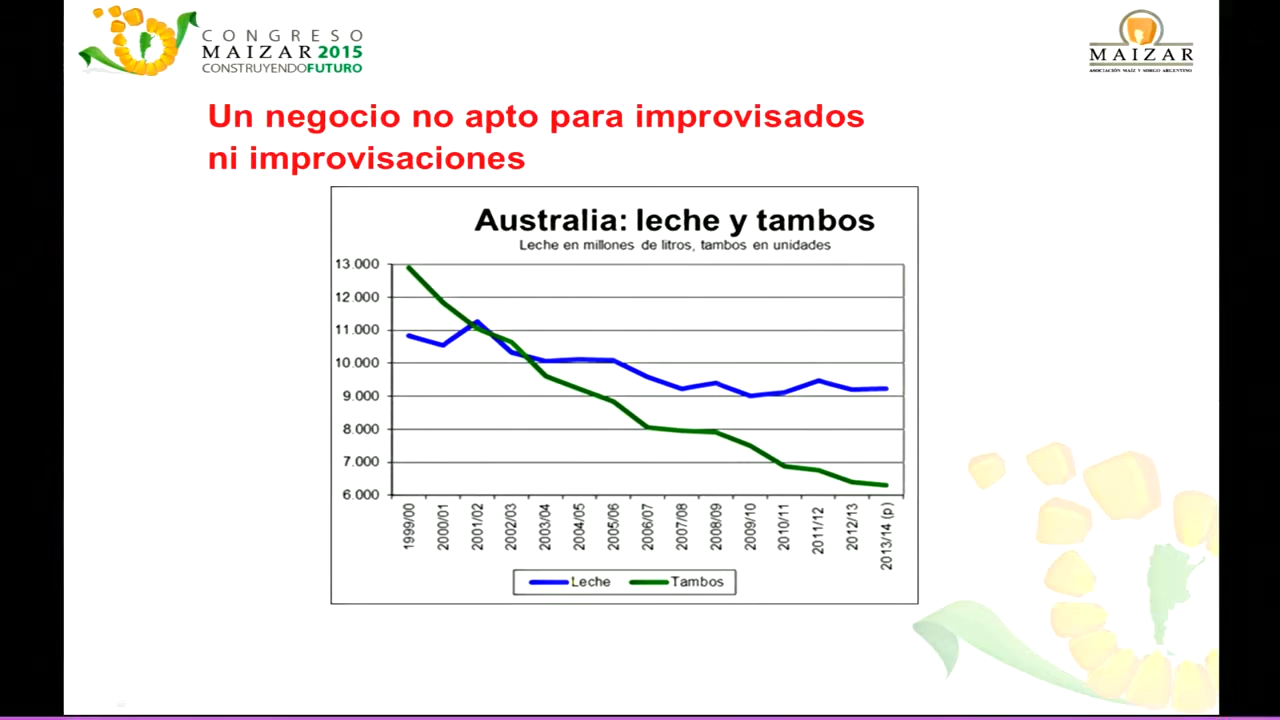 CONGRESO
MAIZAR 2015
CONSTRUYENDOFUTURO
MAIZAR
ASOCIACIÓN MAÍZ Y SORGO ARGENTINO
Un negocio no apto para improvisados
ni improvisaciones
Australia: leche y tambos
Leche en millones de litros, tambos en unidades
13.000
12.000
11.000
10.000
9.000
8.000
7.000
6.000
1999/00
2000/01
2001/02
2002/03
2003/04
2004/05
2005/06
2006/07
2007/08
2008/09
2009/10
2010/11
2011/12
2012/13
2013/14 (p)
Leche
Tambos